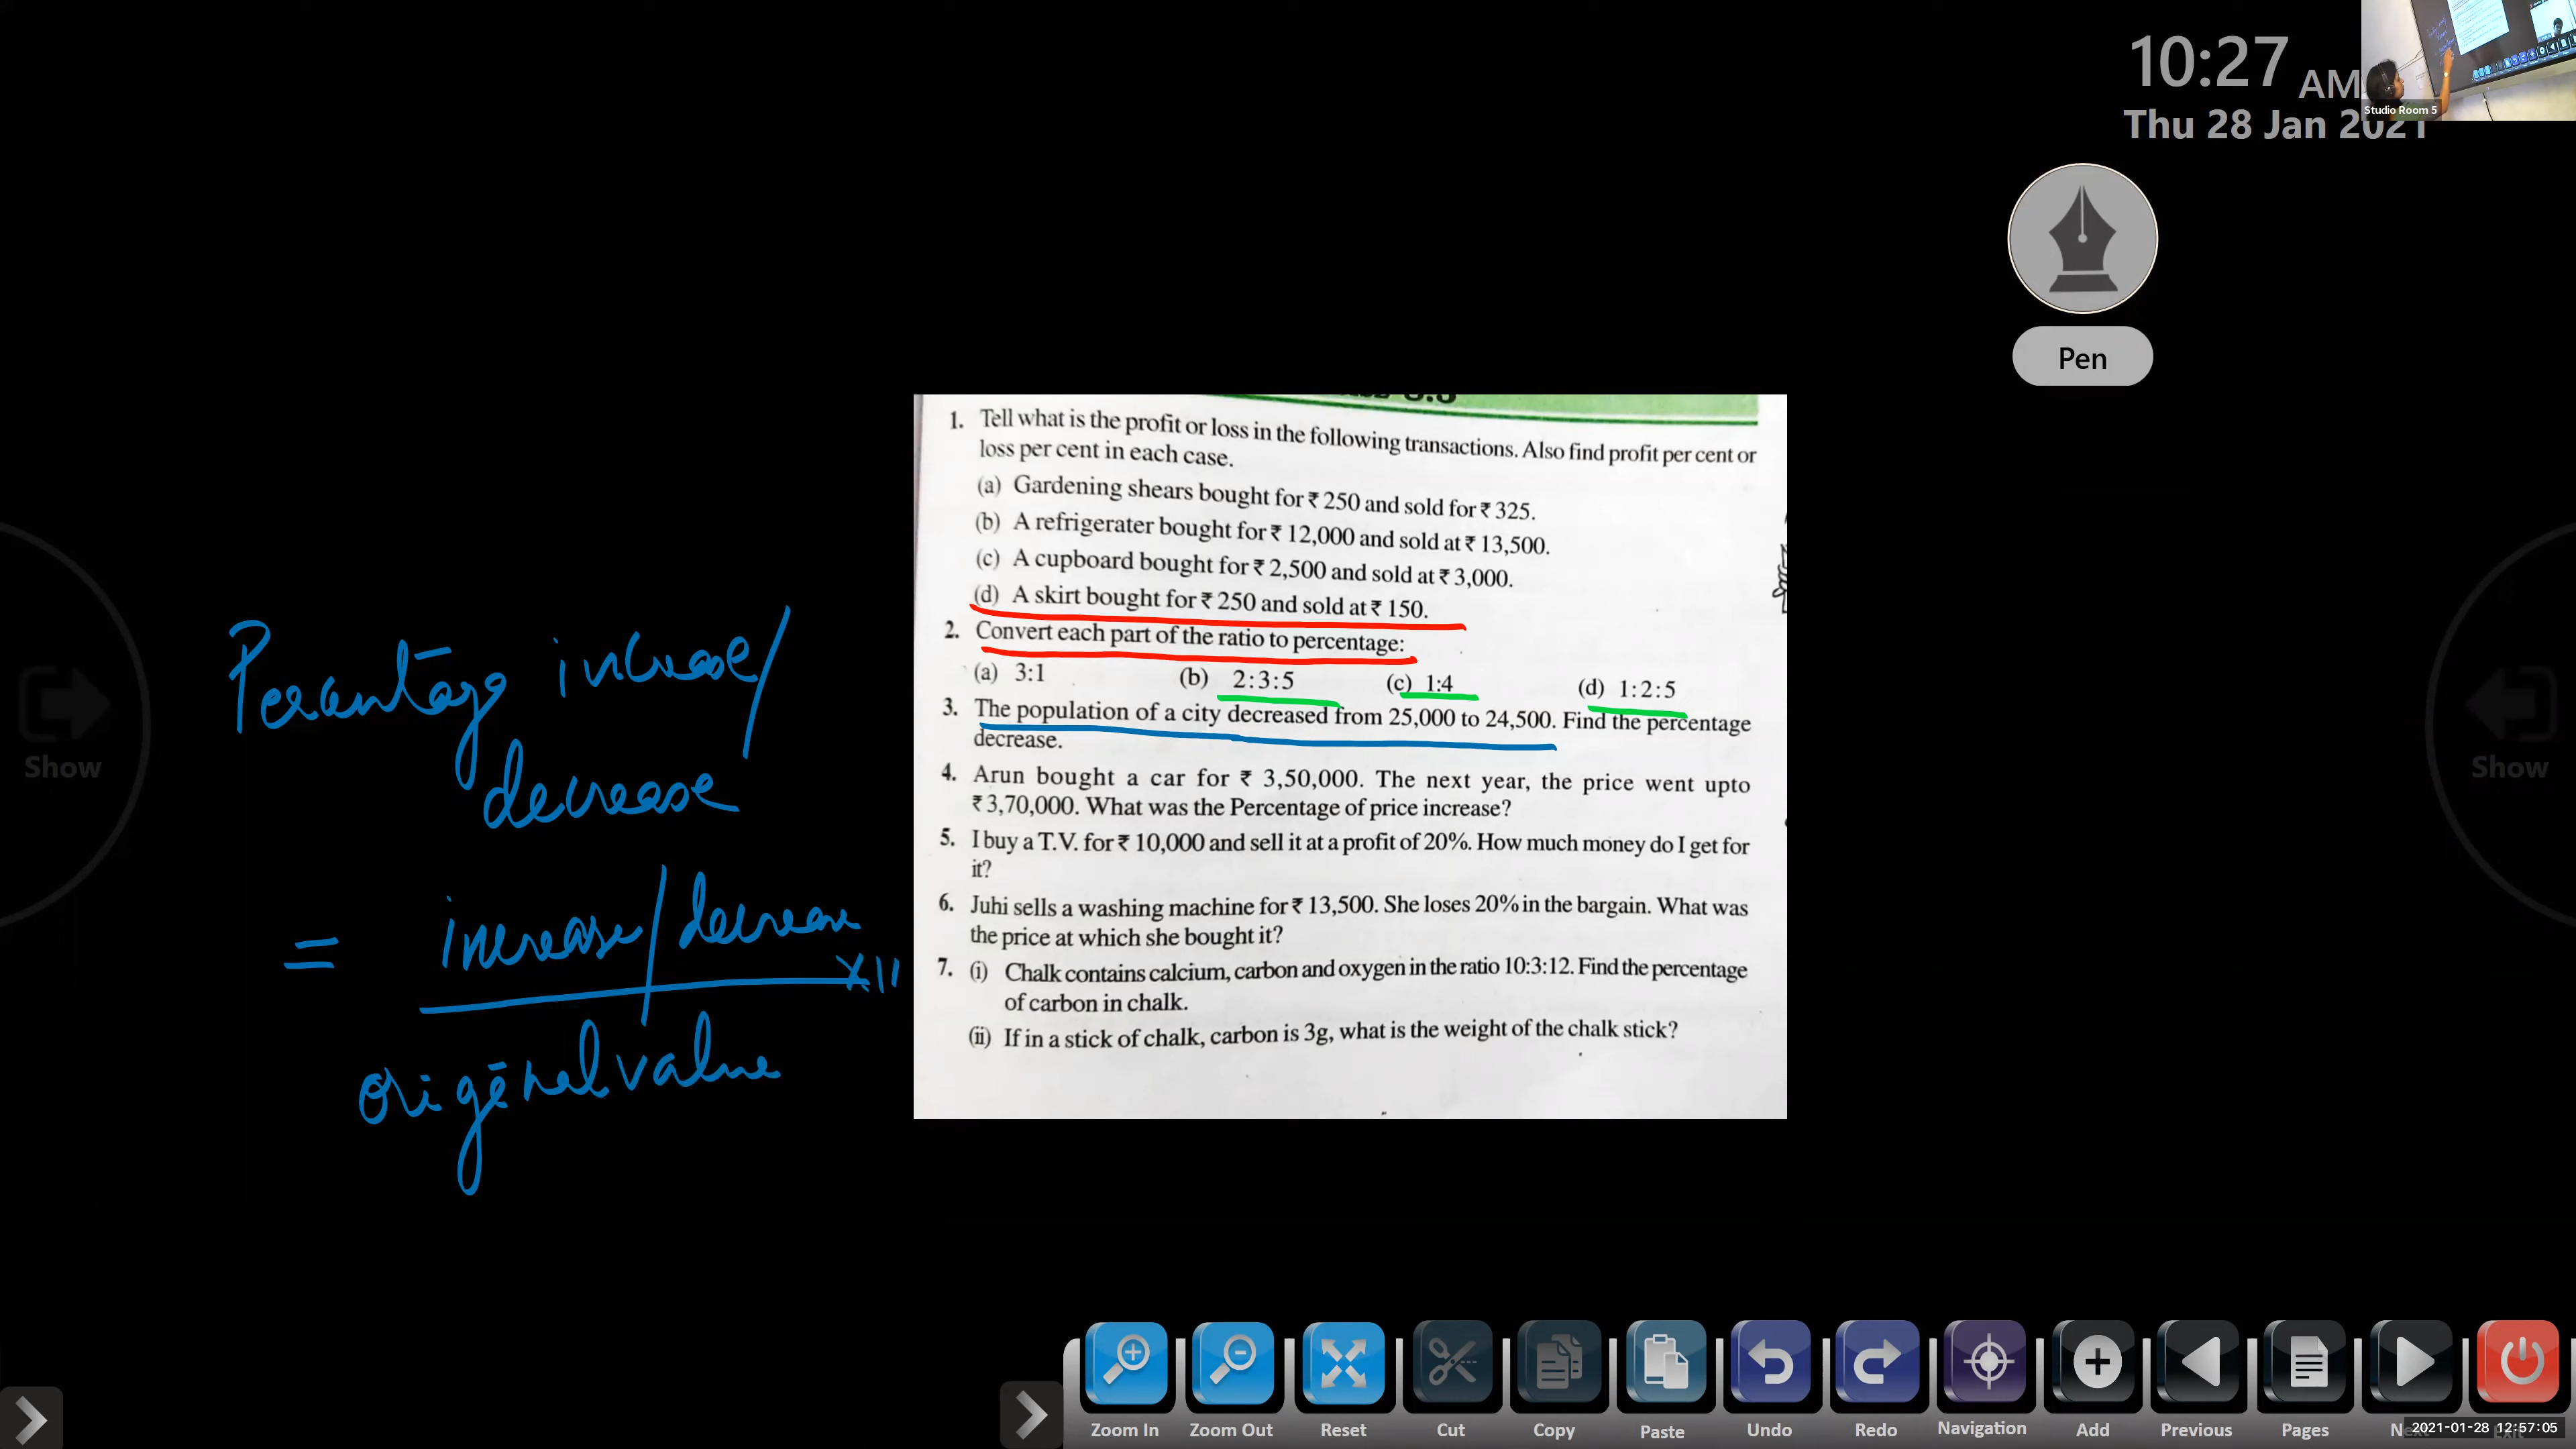 10:27 AM
Thu 28 Jan 2021
Studio Room 5
Pen
1. Tell what is the profit or loss in the following transactions. Also find profit per cent or
loss per cent in each case.
(a) Gardening shears bought for ₹ 250 and sold for ₹ 325.
(b) A refrigerater bought for ₹ 12,000 and sold at ₹ 13,500.
(c) A cupboard bought for ₹ 2,500 and sold at ₹ 3,000.
(d) A skirt bought for ₹ 250 and sold at ₹ 150.
2. Convert each part of the ratio to percentage:
(a) 3:1 (b) 2:3:5 (c) 1:4 (d) 1:2:5
3. The population of a city decreased from 25,000 to 24,500. Find the percentage
decrease.
4. Arun bought a car for ₹ 3,50,000. The next year, the price went upto
₹ 3,70,000. What was the Percentage of price increase?
5. I buy a T.V. for ₹ 10,000 and sell it at a profit of 20%. How much money do I get for
it?
6. Juhi sells a washing machine for ₹ 13,500. She loses 20% in the bargain. What was
the price at which she bought it?
7. (i) Chalk contains calcium, carbon and oxygen in the ratio 10:3:12. Find the percentage
of carbon in chalk.
(ii) If in a stick of chalk, carbon is 3g, what is the weight of the chalk stick?
Percentage increase/
decrease
= increase/decrease
×11
original value
Show
Show
Zoom In Zoom Out Reset Cut Copy Paste Undo Redo Navigation Add Previous Pages
2021-01-28 12:57:05